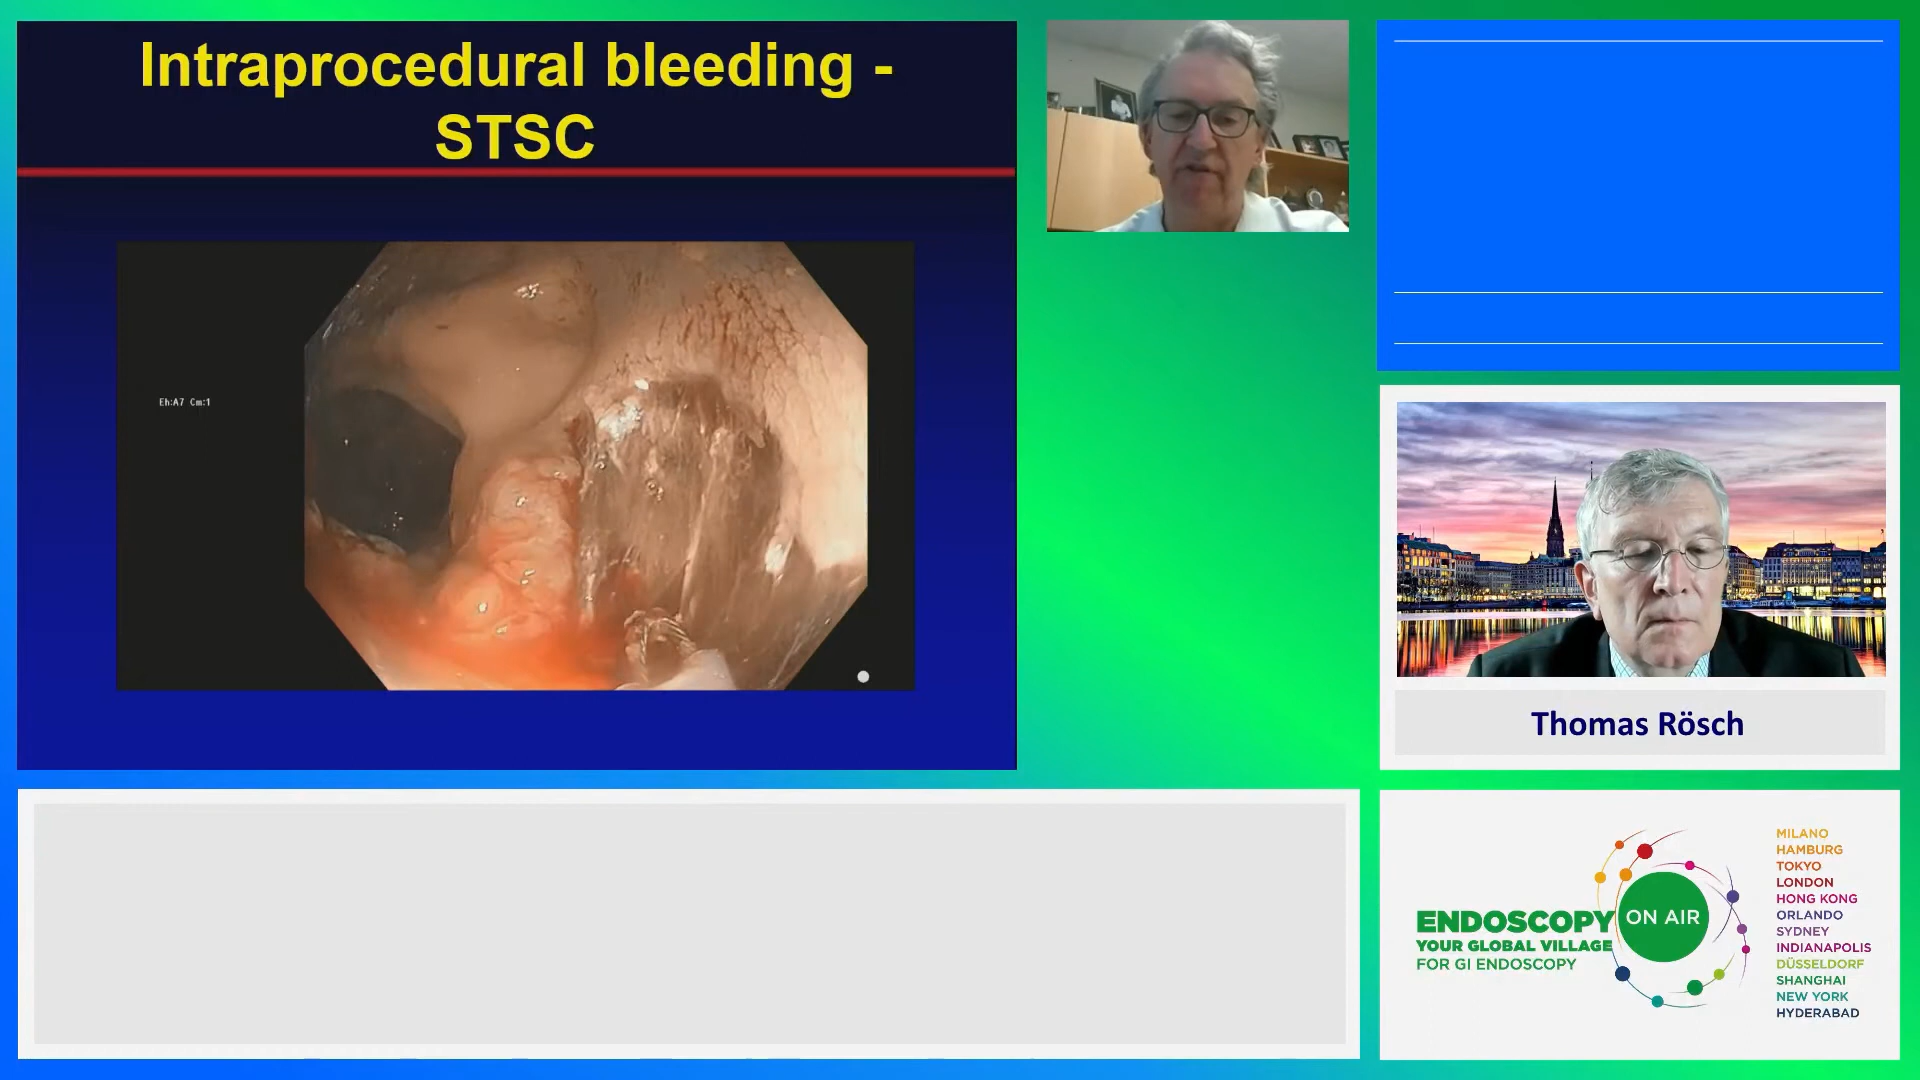 Intraprocedural bleeding -
STSC
Eh:A7 Cm:1
Thomas Rösch
ENDOSCOPY ON AIR
YOUR GLOBAL VILLAGE
FOR GI ENDOSCOPY
MILANO
HAMBURG
TOKYO
LONDON
HONG KONG
ORLANDO
SYDNEY
INDIANAPOLIS
DÜSSELDORF
SHANGHAI
NEW YORK
HYDERABAD